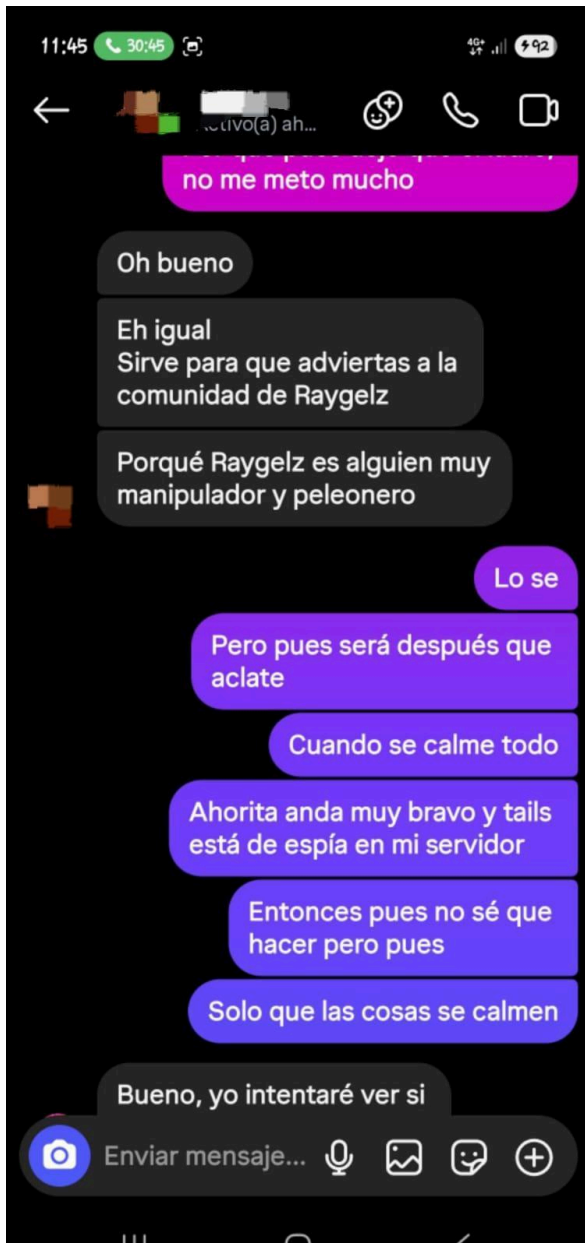 11:45 30:45 4G+ 92
ctivo(a) ah...
no me meto mucho
Oh bueno
Eh igual
Sirve para que adviertas a la
comunidad de Raygelz
Porqué Raygelz es alguien muy
manipulador y peleonero
Lo se
Pero pues será después que
aclate
Cuando se calme todo
Ahorita anda muy bravo y tails
está de espía en mi servidor
Entonces pues no sé que
hacer pero pues
Solo que las cosas se calmen
Bueno, yo intentaré ver si
Enviar mensaje...